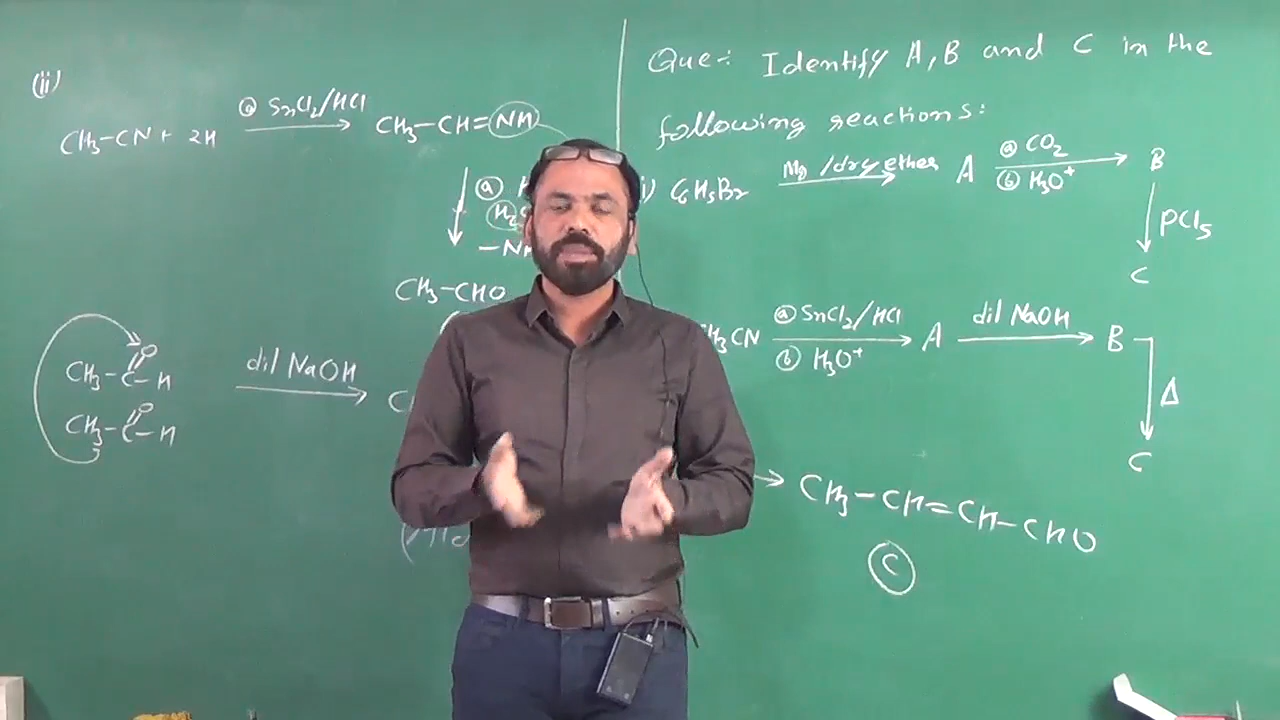 (ii)
CH₃-CN + 2H
ⓐ SnCl₂/HCl
CH₃-CH=NH
ⓐ
-NH
CH₃-CHO
CH₃-C-H
O
dil NaOH
CH₃-C-H
O
Que:- Identify A, B and C in the
following reactions:
i) C₆H₅Br
Mg /dry ether
A
ⓐ CO₂
ⓑ H₃O⁺
B
PCl₅
C
CH₃CN
ⓐ SnCl₂/HCl
ⓑ H₃O⁺
A
dil NaOH
B
Δ
C
CH₃-CH=CH-CHO
Ⓒ